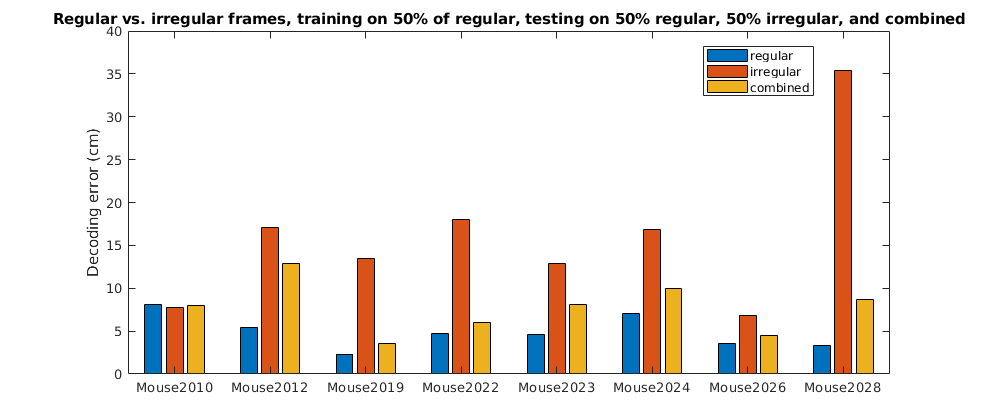 Regular vs. irregular frames, training on 50% of regular, testing on 50% regular, 50% irregular, and combined
40
35
30
25
20
15
10
5
0
Decoding error (cm)
regular
irregular
combined
Mouse2010 Mouse2012 Mouse2019 Mouse2022 Mouse2023 Mouse2024 Mouse2026 Mouse2028